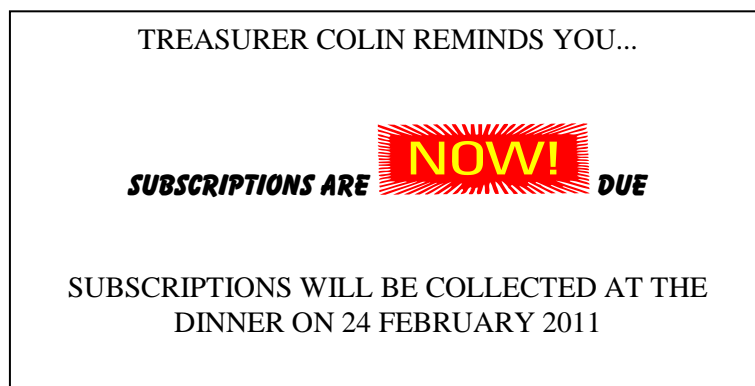 TREASURER COLIN REMINDS YOU...
SUBSCRIPTIONS ARE NOW! DUE
SUBSCRIPTIONS WILL BE COLLECTED AT THE
DINNER ON 24 FEBRUARY 2011